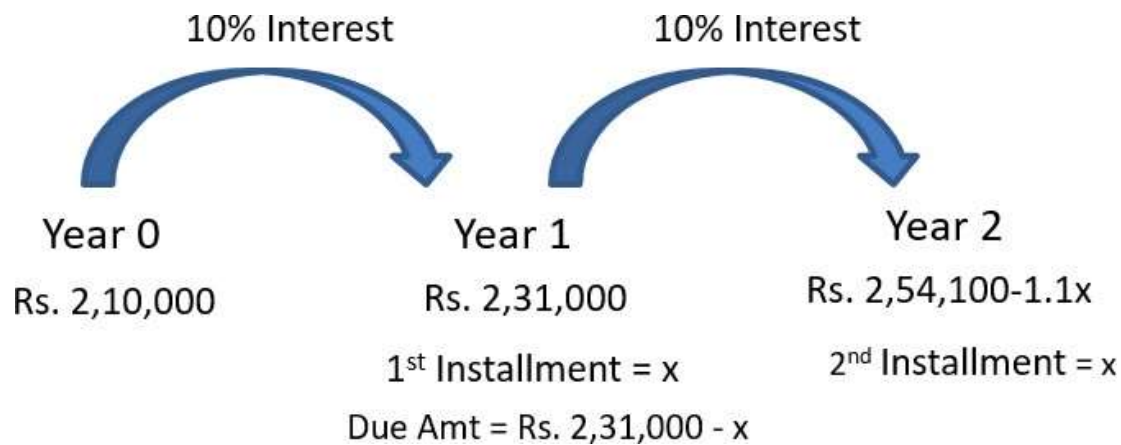 10% Interest
10% Interest
Year 0
Year 1
Year 2
Rs. 2,10,000
Rs. 2,31,000
Rs. 2,54,100-1.1x
1st Installment = x
2nd Installment = x
Due Amt = Rs. 2,31,000 - x